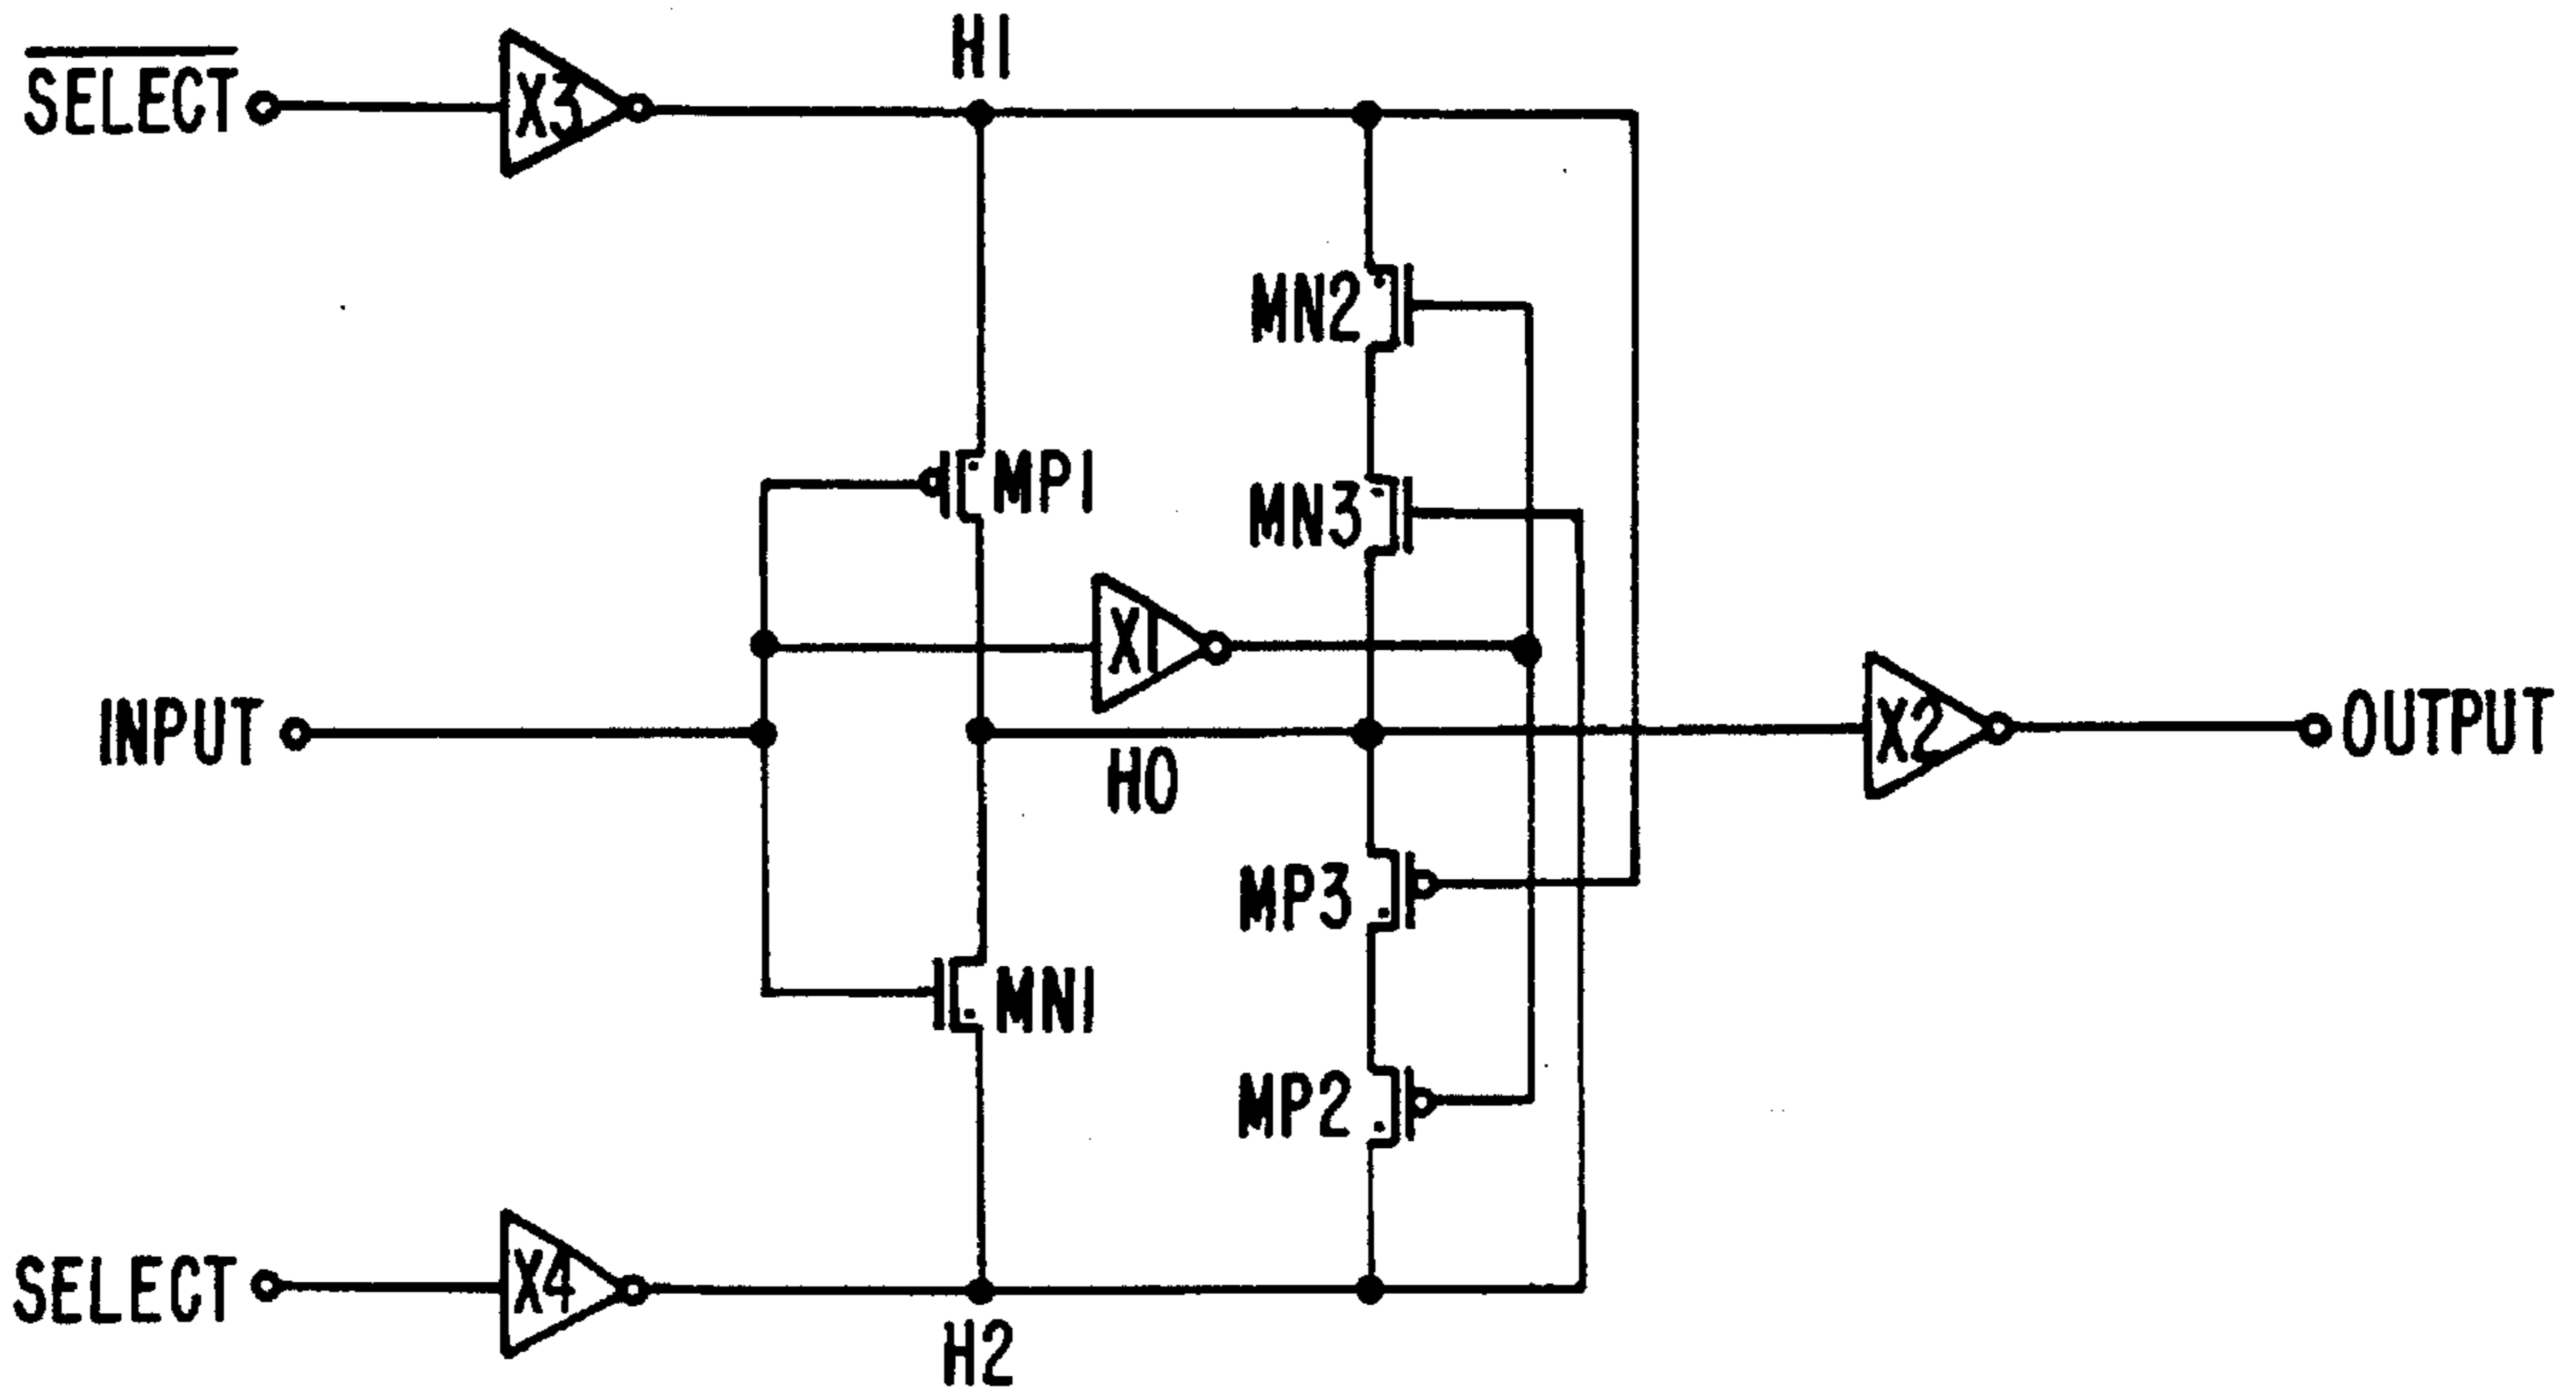 H1
SELECT
X3
MN2
MP1
MN3
X1
INPUT
H0
X2
OUTPUT
MP3
MN1
MP2
SELECT
X4
H2